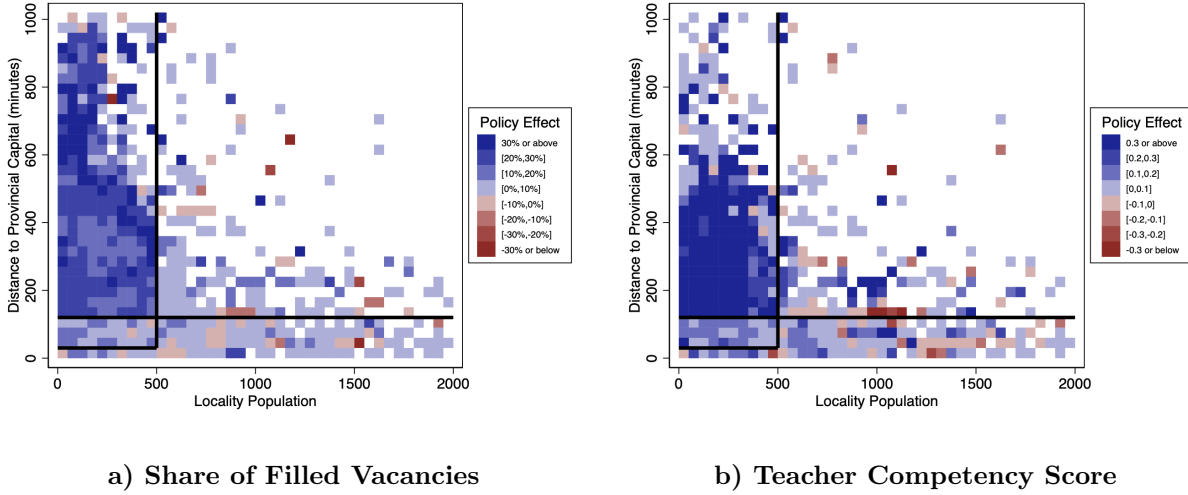 Distance to Provincial Capital (minutes)
1000
800
600
400
200
0
0 500 1000 1500 2000
Locality Population
Policy Effect
30% or above
[20%,30%]
[10%,20%]
[0%,10%]
[-10%,0%]
[-20%,-10%]
[-30%,-20%]
-30% or below
a) Share of Filled Vacancies
Distance to Provincial Capital (minutes)
1000
800
600
400
200
0
0 500 1000 1500 2000
Locality Population
Policy Effect
0.3 or above
[0.2,0.3]
[0.1,0.2]
[0,0.1]
[-0.1,0]
[-0.2,-0.1]
[-0.3,-0.2]
-0.3 or below
b) Teacher Competency Score